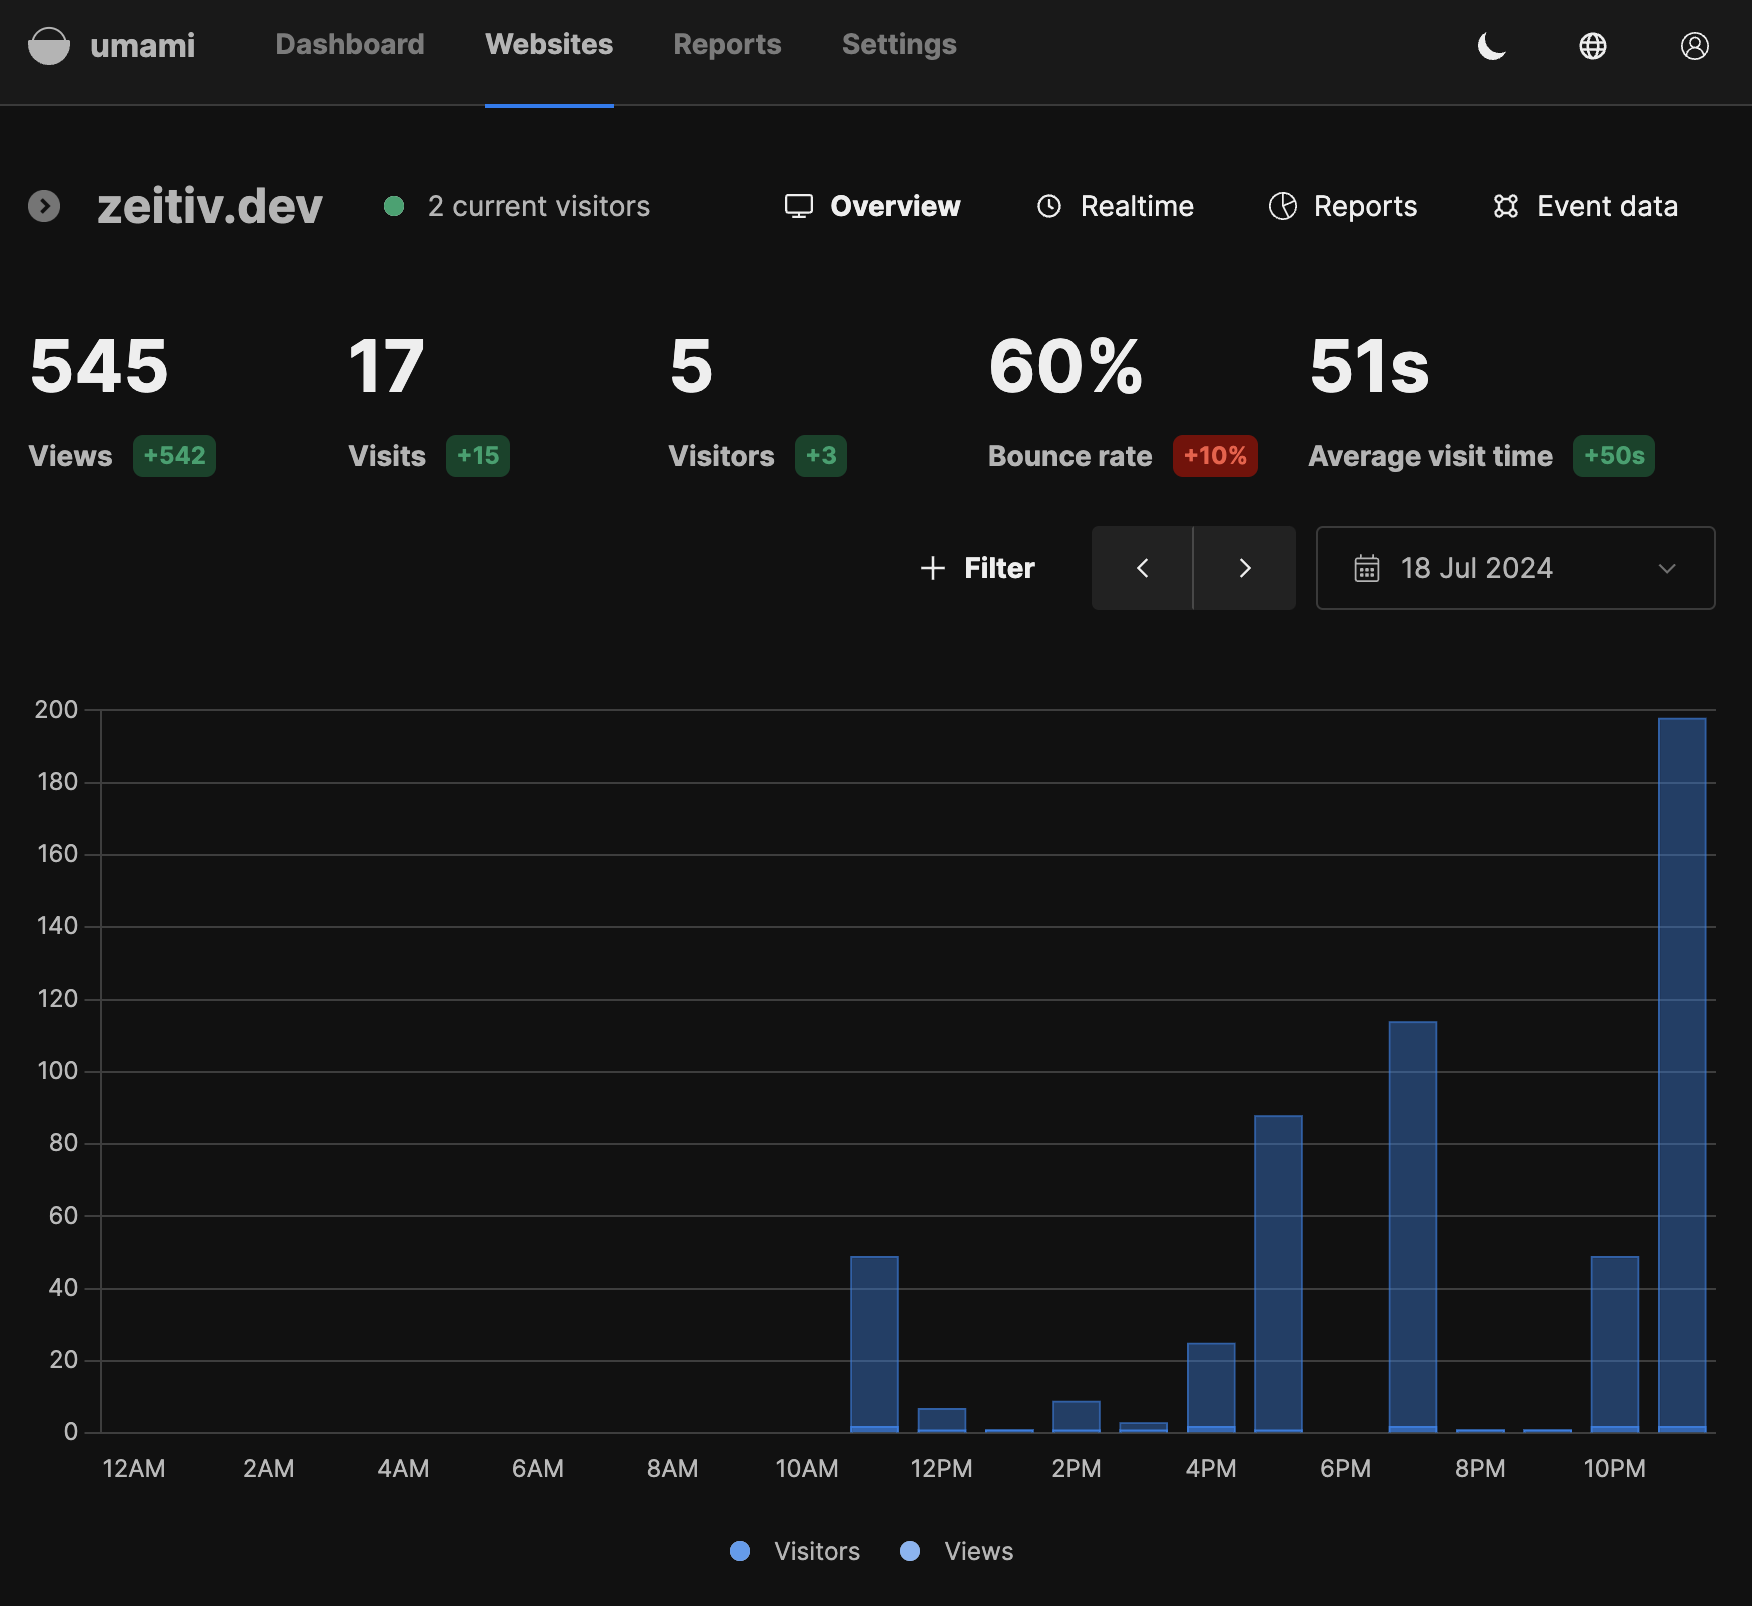 umami Dashboard Websites Reports Settings
zeitiv.dev 2 current visitors Overview Realtime Reports Event data
545 17 5 60% 51s
Views +542 Visits +15 Visitors +3 Bounce rate +10% Average visit time +50s
Filter 18 Jul 2024
200
180
160
140
120
100
80
60
40
20
0
12AM 2AM 4AM 6AM 8AM 10AM 12PM 2PM 4PM 6PM 8PM 10PM
Visitors Views